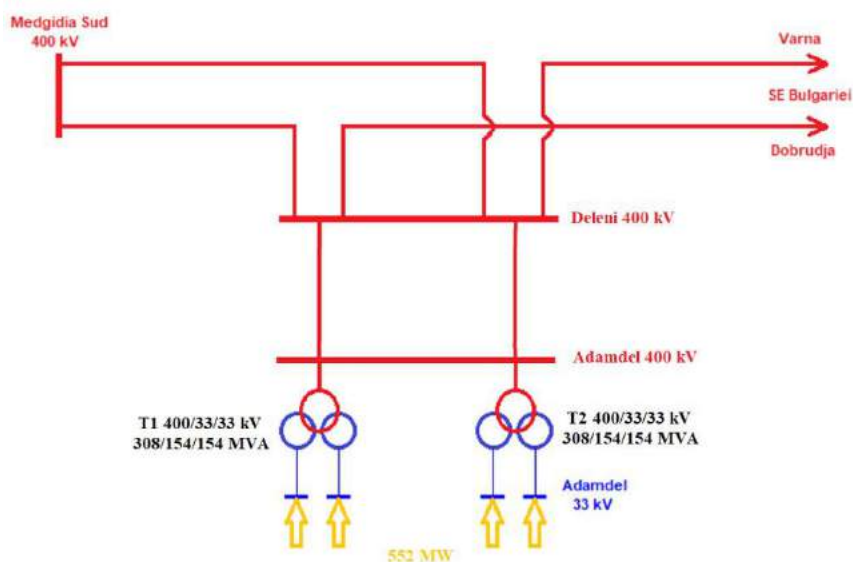 Medgidia Sud
400 kV
Varna
SE Bulgariei
Dobrudja
Deleni 400 kV
Adamdel 400 kV
T1 400/33/33 kV
308/154/154 MVA
T2 400/33/33 kV
308/154/154 MVA
Adamdel
33 kV
552 MW